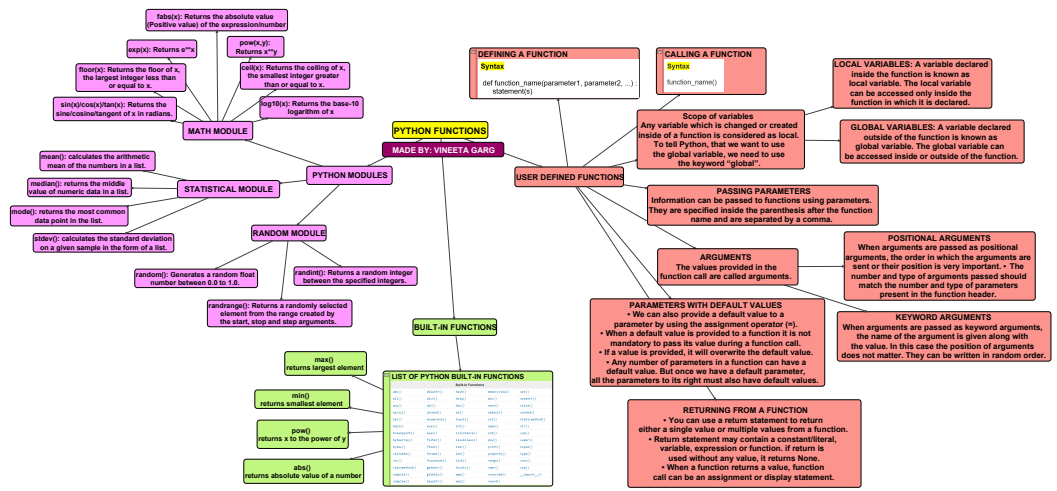 fabs(x): Returns the absolute value
(Positive value) of the expression/number
exp(x): Returns e**x
pow(x,y):
Returns x**y
floor(x): Returns the floor of x,
the largest integer less than
or equal to x.
ceil(x): Returns the ceiling of x,
the smallest integer greater
than or equal to x.
sin(x)/cos(x)/tan(x): Returns the
sine/cosine/tangent of x in radians.
log10(x): Returns the base-10
logarithm of x
MATH MODULE
PYTHON FUNCTIONS
MADE BY: VINEETA GARG
PYTHON MODULES
mean(): calculates the arithmetic
mean of the numbers in a list.
median(): returns the middle
value of numeric data in a list.
mode(): returns the most common
data point in the list.
stdev(): calculates the standard deviation
on a given sample in the form of a list.
STATISTICAL MODULE
RANDOM MODULE
random(): Generates a random float
number between 0.0 to 1.0.
randint(): Returns a random integer
between the specified integers.
randrange(): Returns a randomly selected
element from the range created by
the start, stop and step arguments.
BUILT-IN FUNCTIONS
max()
returns largest element
min()
returns smallest element
pow()
returns x to the power of y
abs()
returns absolute value of a number
LIST OF PYTHON BUILT-IN FUNCTIONS
Built-in Functions
DEFINING A FUNCTION
Syntax
def function_name(parameter1, parameter2, ...) :
statement(s)
CALLING A FUNCTION
Syntax
function_name()
USER DEFINED FUNCTIONS
Scope of variables
Any variable which is changed or created
inside of a function is considered as local.
To tell Python, that we want to use
the global variable, we need to use
the keyword “global”.
LOCAL VARIABLES: A variable declared
inside the function is known as
local variable. The local variable
can be accessed only inside the
function in which it is declared.
GLOBAL VARIABLES: A variable declared
outside of the function is known as
global variable. The global variable can
be accessed inside or outside of the function.
PASSING PARAMETERS
Information can be passed to functions using parameters.
They are specified inside the parenthesis after the function
name and are separated by a comma.
ARGUMENTS
The values provided in the
function call are called arguments.
POSITIONAL ARGUMENTS
When arguments are passed as positional
arguments, the order in which the arguments are
sent or their position is very important. • The
number and type of arguments passed should
match the number and type of parameters
present in the function header.
KEYWORD ARGUMENTS
When arguments are passed as keyword arguments,
the name of the argument is given along with
the value. In this case the position of arguments
does not matter. They can be written in random order.
PARAMETERS WITH DEFAULT VALUES
• We can also provide a default value to a
parameter by using the assignment operator (=).
• When a default value is provided to a function it is not
mandatory to pass its value during a function call.
• If a value is provided, it will overwrite the default value.
• Any number of parameters in a function can have a
default value. But once we have a default parameter,
all the parameters to its right must also have default values.
RETURNING FROM A FUNCTION
• You can use a return statement to return
either a single value or multiple values from a function.
• Return statement may contain a constant/literal,
variable, expression or function. if return is
used without any value, it returns None.
• When a function returns a value, function
call can be an assignment or display statement.